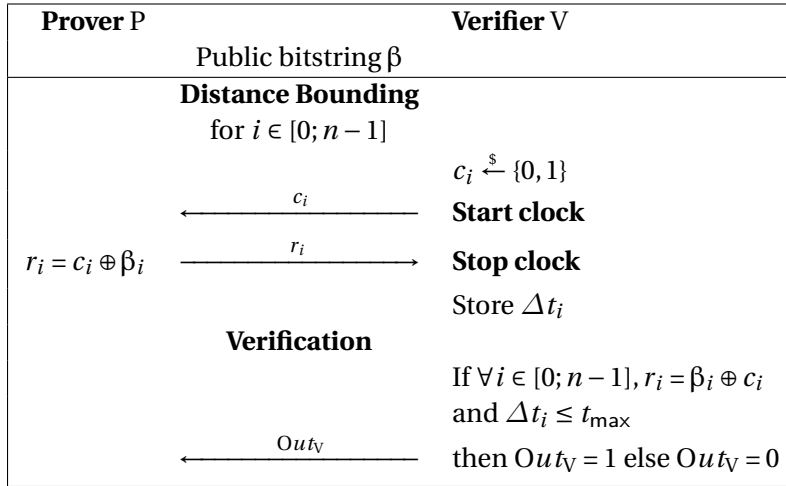 Prover P Verifier V
Public bitstring β
Distance Bounding
for i ∈ [0; n − 1]
c_i ←$ {0, 1}
c_i Start clock
r_i = c_i ⊕ β_i r_i Stop clock
Store Δt_i
Verification
If ∀i ∈ [0; n − 1], r_i = β_i ⊕ c_i
and Δt_i ≤ t_max
Out_V then Out_V = 1 else Out_V = 0